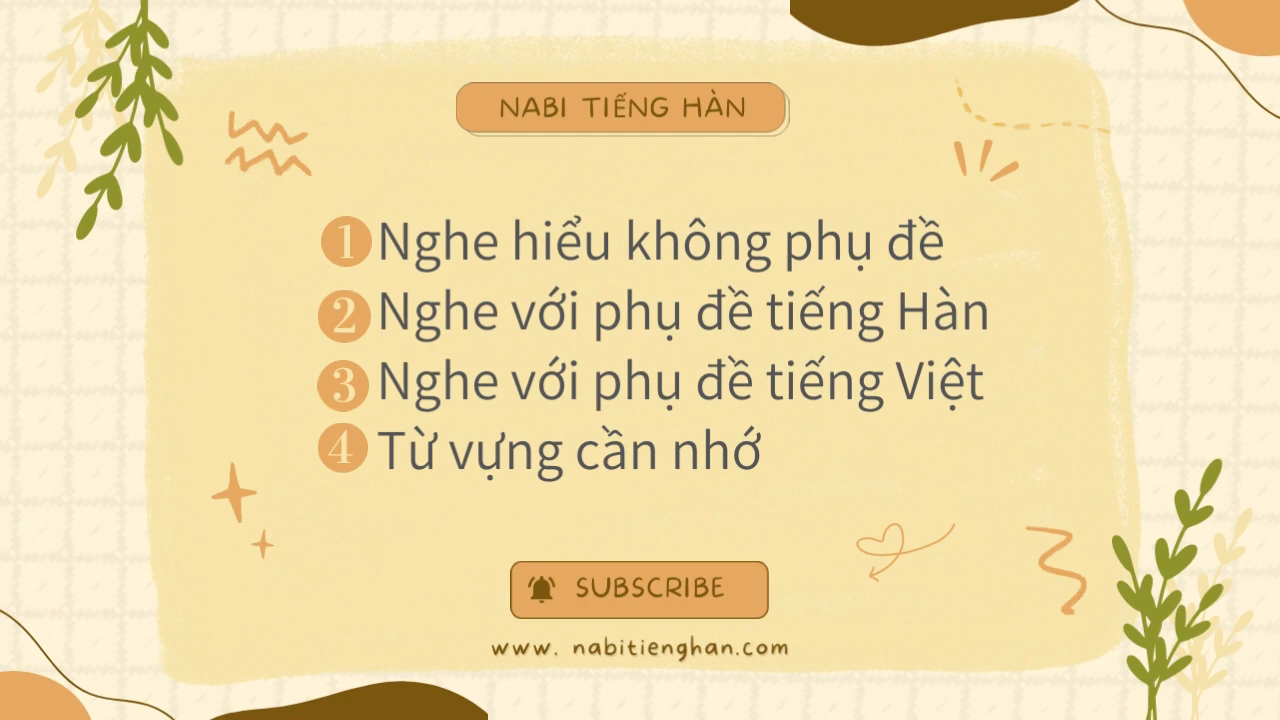 NABI TIẾNG HÀN
1 Nghe hiểu không phụ đề
2 Nghe với phụ đề tiếng Hàn
3 Nghe với phụ đề tiếng Việt
4 Từ vựng cần nhớ
SUBSCRIBE
www. nabitienghan.com